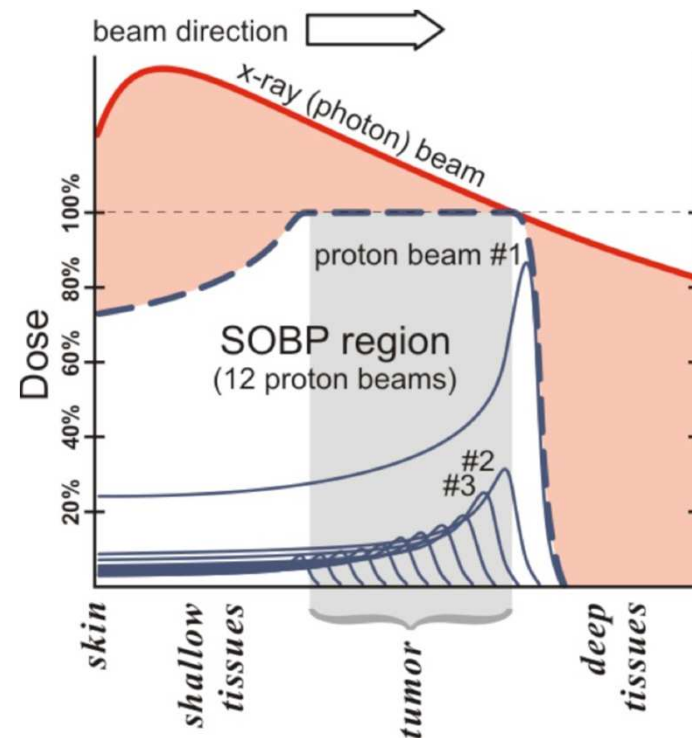 beam direction
x-ray (photon) beam
Dose
100%
80%
60%
40%
20%
proton beam #1
SOBP region
(12 proton beams)
#2
#3
skin
shallow
tissues
tumor
deep
tissues